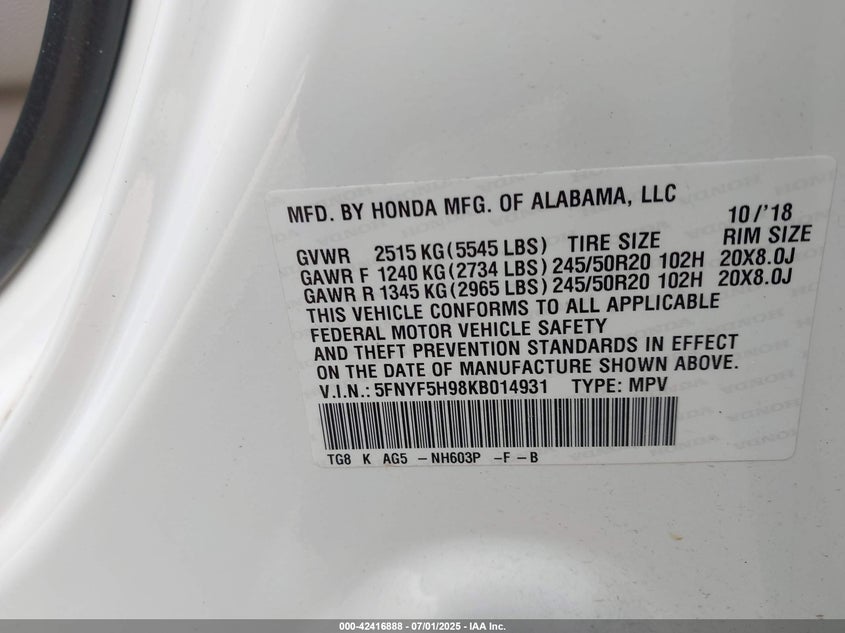 MFD. BY HONDA MFG. OF ALABAMA, LLC
10/'18
GVWR 2515 KG(5545 LBS) TIRE SIZE RIM SIZE
GAWR F 1240 KG(2734 LBS) 245/50R20 102H 20X8.0J
GAWR R 1345 KG(2965 LBS) 245/50R20 102H 20X8.0J
THIS VEHICLE CONFORMS TO ALL APPLICABLE
FEDERAL MOTOR VEHICLE SAFETY
AND THEFT PREVENTION STANDARDS IN EFFECT
ON THE DATE OF MANUFACTURE SHOWN ABOVE.
V.I.N.: 5FNYF5H98KB014931 TYPE: MPV
TG8 K AG5 -NH603P -F-B
000-42416888 - 07/01/2025 - IAA Inc.